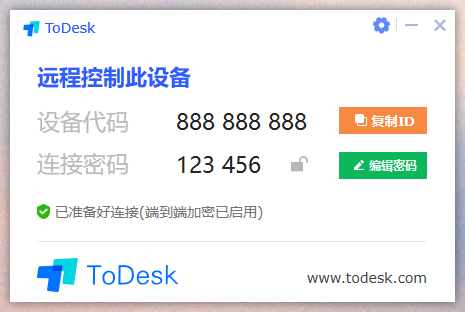 ToDesk
远程控制此设备
设备代码 888 888 888 复制ID
连接密码 123 456 编辑密码
已准备好连接(端到端加密已启用)
ToDesk www.todesk.com